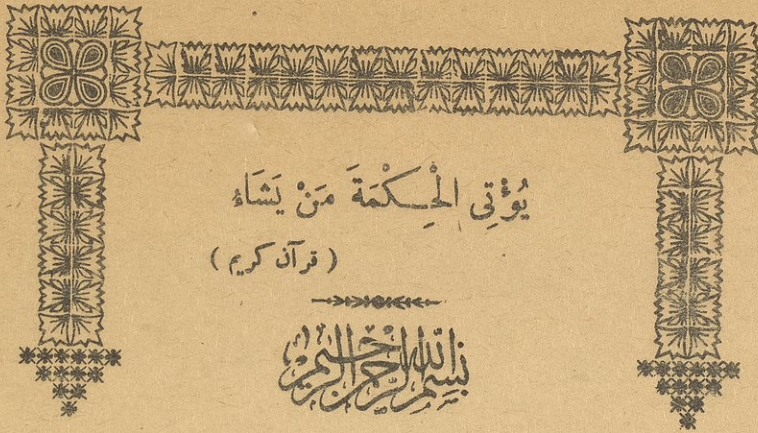 يُؤْتِى الْحِكْمَةَ مَنْ يَشَاءُ
( قرآن كريم )
بسم الله الرحمن الرحيم